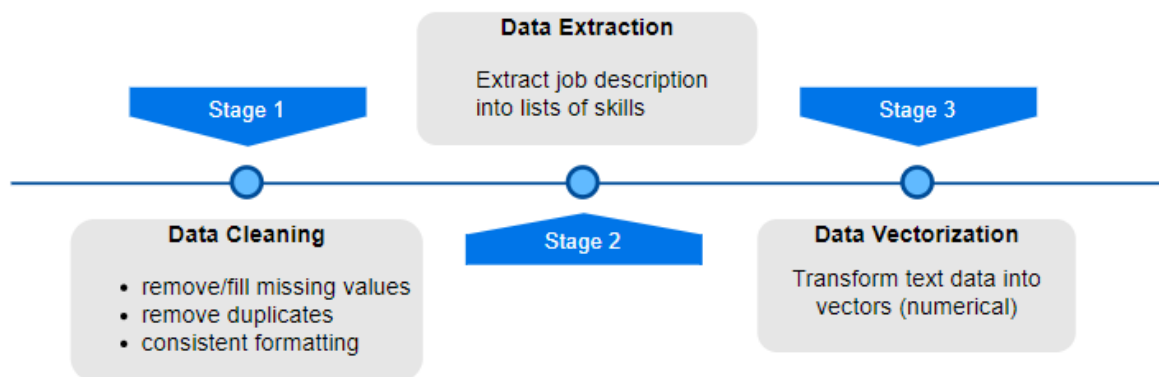 Stage 1
Data Cleaning
• remove/fill missing values
• remove duplicates
• consistent formatting
Data Extraction
Extract job description
into lists of skills
Stage 2
Stage 3
Data Vectorization
Transform text data into
vectors (numerical)